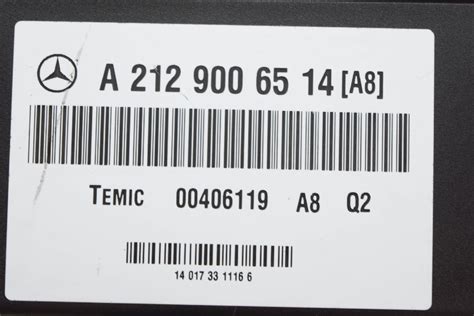 A 212 900 65 14 [A8]
TEMIC 00406119 A8 Q2
14 017 33 1116 6